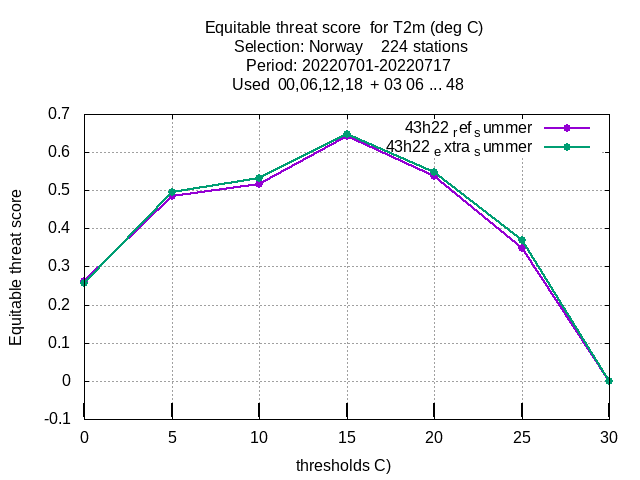 Equitable threat score  for T2m (deg C)
Selection: Norway    224 stations
Period: 20220701-20220717
Used  00,06,12,18  + 03 06 ... 48
0.7
0.6
0.5
0.4
0.3
0.2
0.1
0
-0.1
Equitable threat score
43h22 ref summer
43h22 extra summer
0 5 10 15 20 25 30
thresholds C)